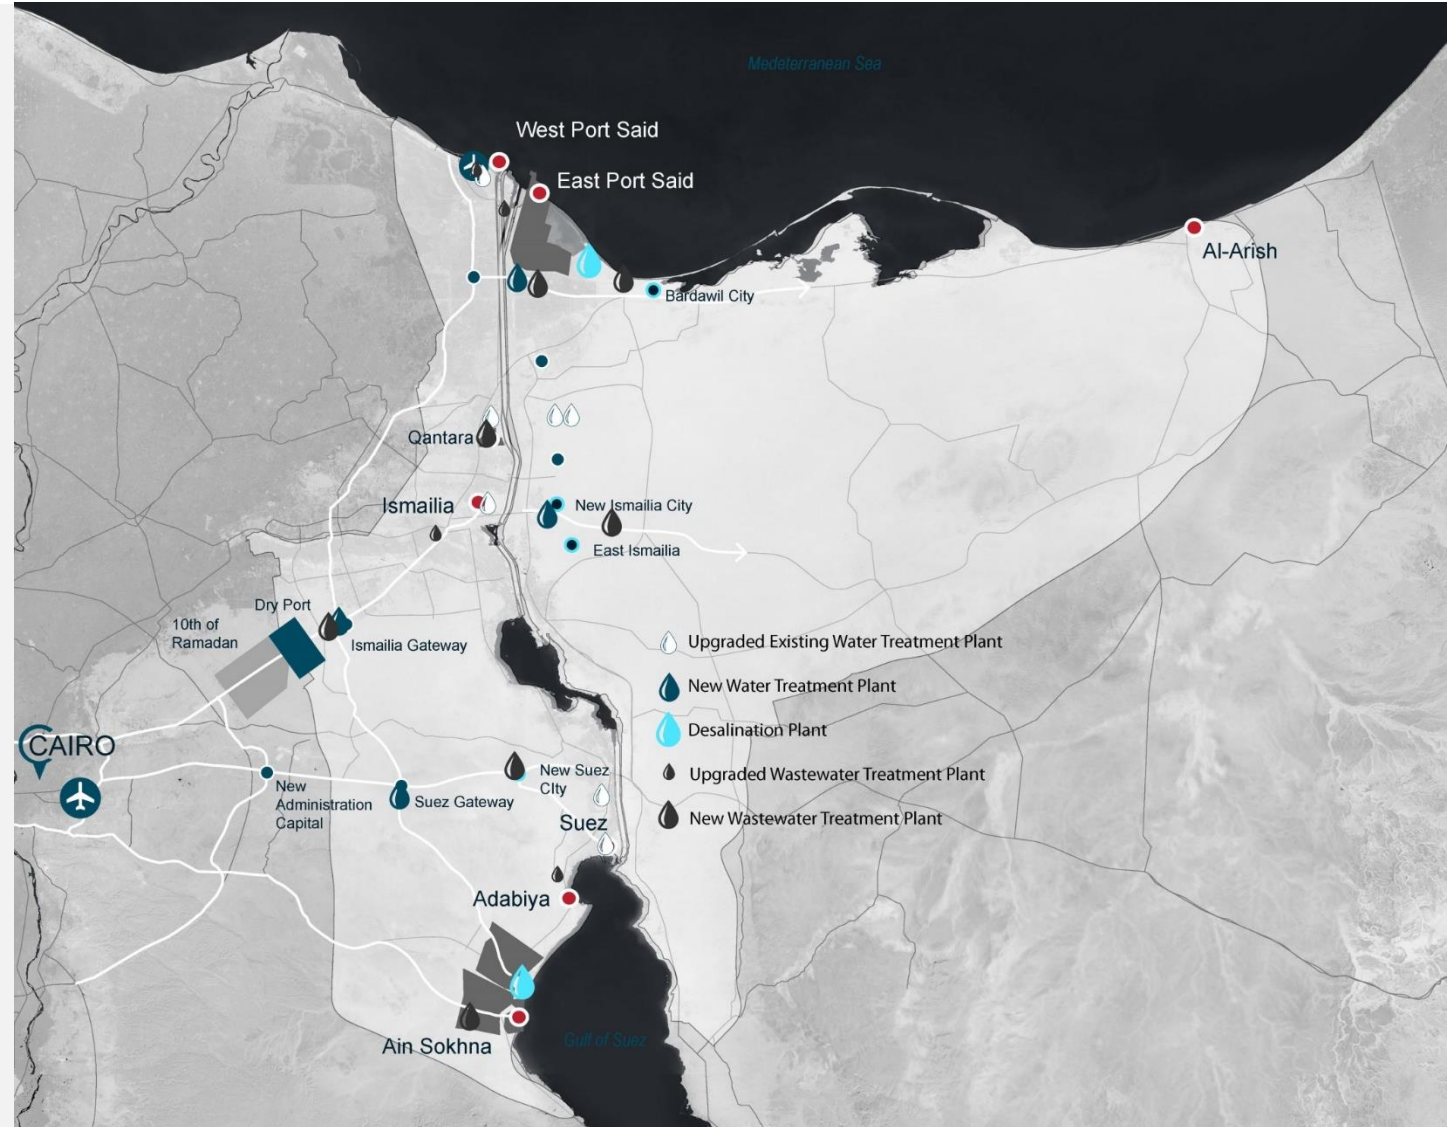 Medeterranean Sea
West Port Said
East Port Said
Al-Arish
Bardawil City
Qantara
Ismailia
New Ismailia City
East Ismailia
Dry Port
10th of
Ramadan
Ismailia Gateway
Upgraded Existing Water Treatment Plant
New Water Treatment Plant
Desalination Plant
Upgraded Wastewater Treatment Plant
New Wastewater Treatment Plant
CAIRO
New
Administration
Capital
Suez Gateway
New Suez
CIty
Suez
Adabiya
Ain Sokhna
Gulf of Suez